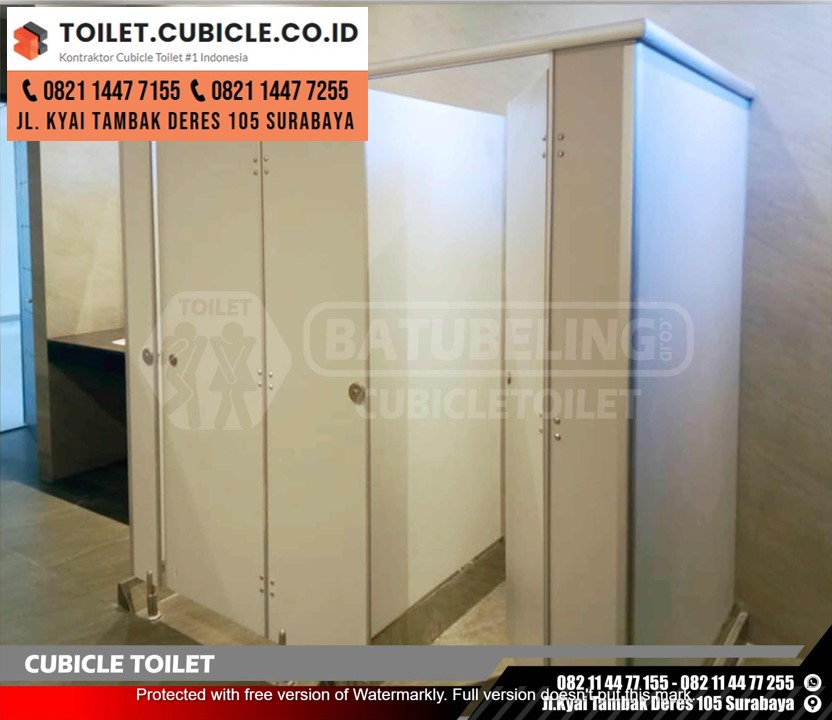 TOILET.CUBICLE.CO.ID
Kontraktor Cubicle Toilet #1 Indonesia
0821 1447 7155 0821 1447 7255
JL. KYAI TAMBAK DERES 105 SURABAYA
TOILET
BATUBELING.co.id
CUBICLETOILET
CUBICLE TOILET
082 11 44 77 155 - 082 11 44 77 255
Protected with free version of Watermarkly. Full version doesn't put this mark.
Jl.Kyai Tambak Deres 105 Surabaya